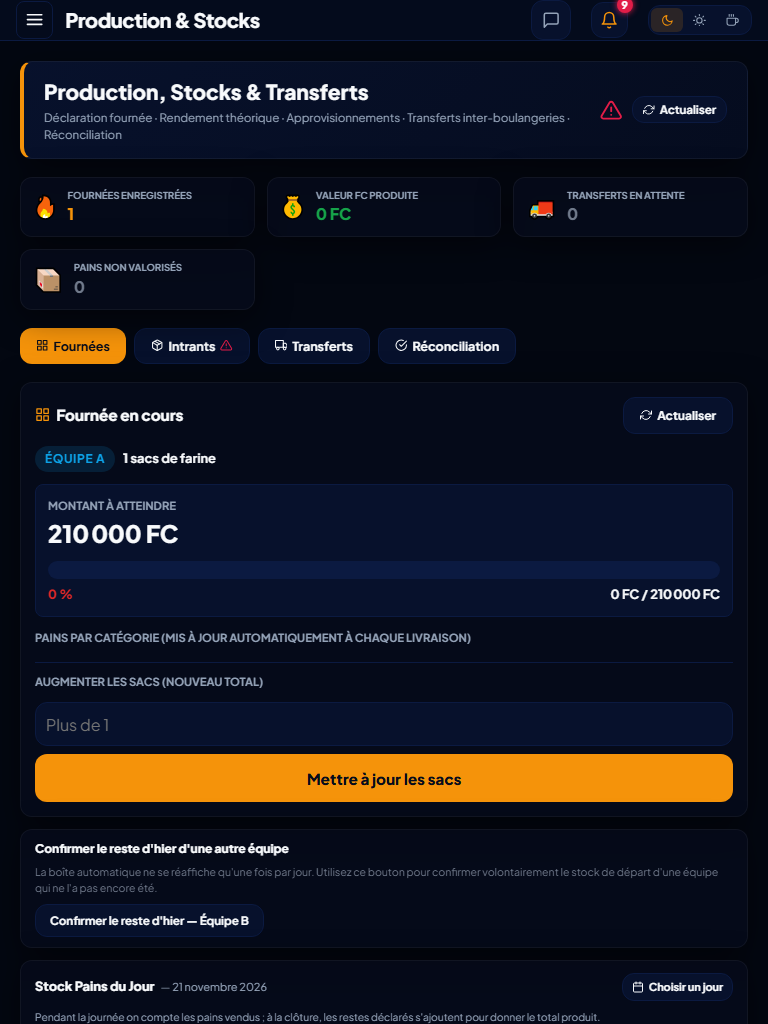 Production & Stocks
9
Production, Stocks & Transferts
Déclaration fournée · Rendement théorique · Approvisionnements · Transferts inter-boulangeries ·
Réconciliation
Actualiser
FOURNÉES ENREGISTRÉES
1
VALEUR FC PRODUITE
0 FC
TRANSFERTS EN ATTENTE
0
PAINS NON VALORISÉS
0
Fournées
Intrants
Transferts
Réconciliation
Fournée en cours
Actualiser
ÉQUIPE A
1 sacs de farine
MONTANT À ATTEINDRE
210 000 FC
0 %
0 FC / 210 000 FC
PAINS PAR CATÉGORIE (MIS À JOUR AUTOMATIQUEMENT À CHAQUE LIVRAISON)
AUGMENTER LES SACS (NOUVEAU TOTAL)
Plus de 1
Mettre à jour les sacs
Confirmer le reste d'hier d'une autre équipe
La boîte automatique ne se réaffiche qu'une fois par jour. Utilisez ce bouton pour confirmer volontairement le stock de départ d'une équipe
qui ne l'a pas encore été.
Confirmer le reste d'hier — Équipe B
Stock Pains du Jour — 21 novembre 2026
Choisir un jour
Pendant la journée on compte les pains vendus ; à la clôture, les restes déclarés s'ajoutent pour donner le total produit.